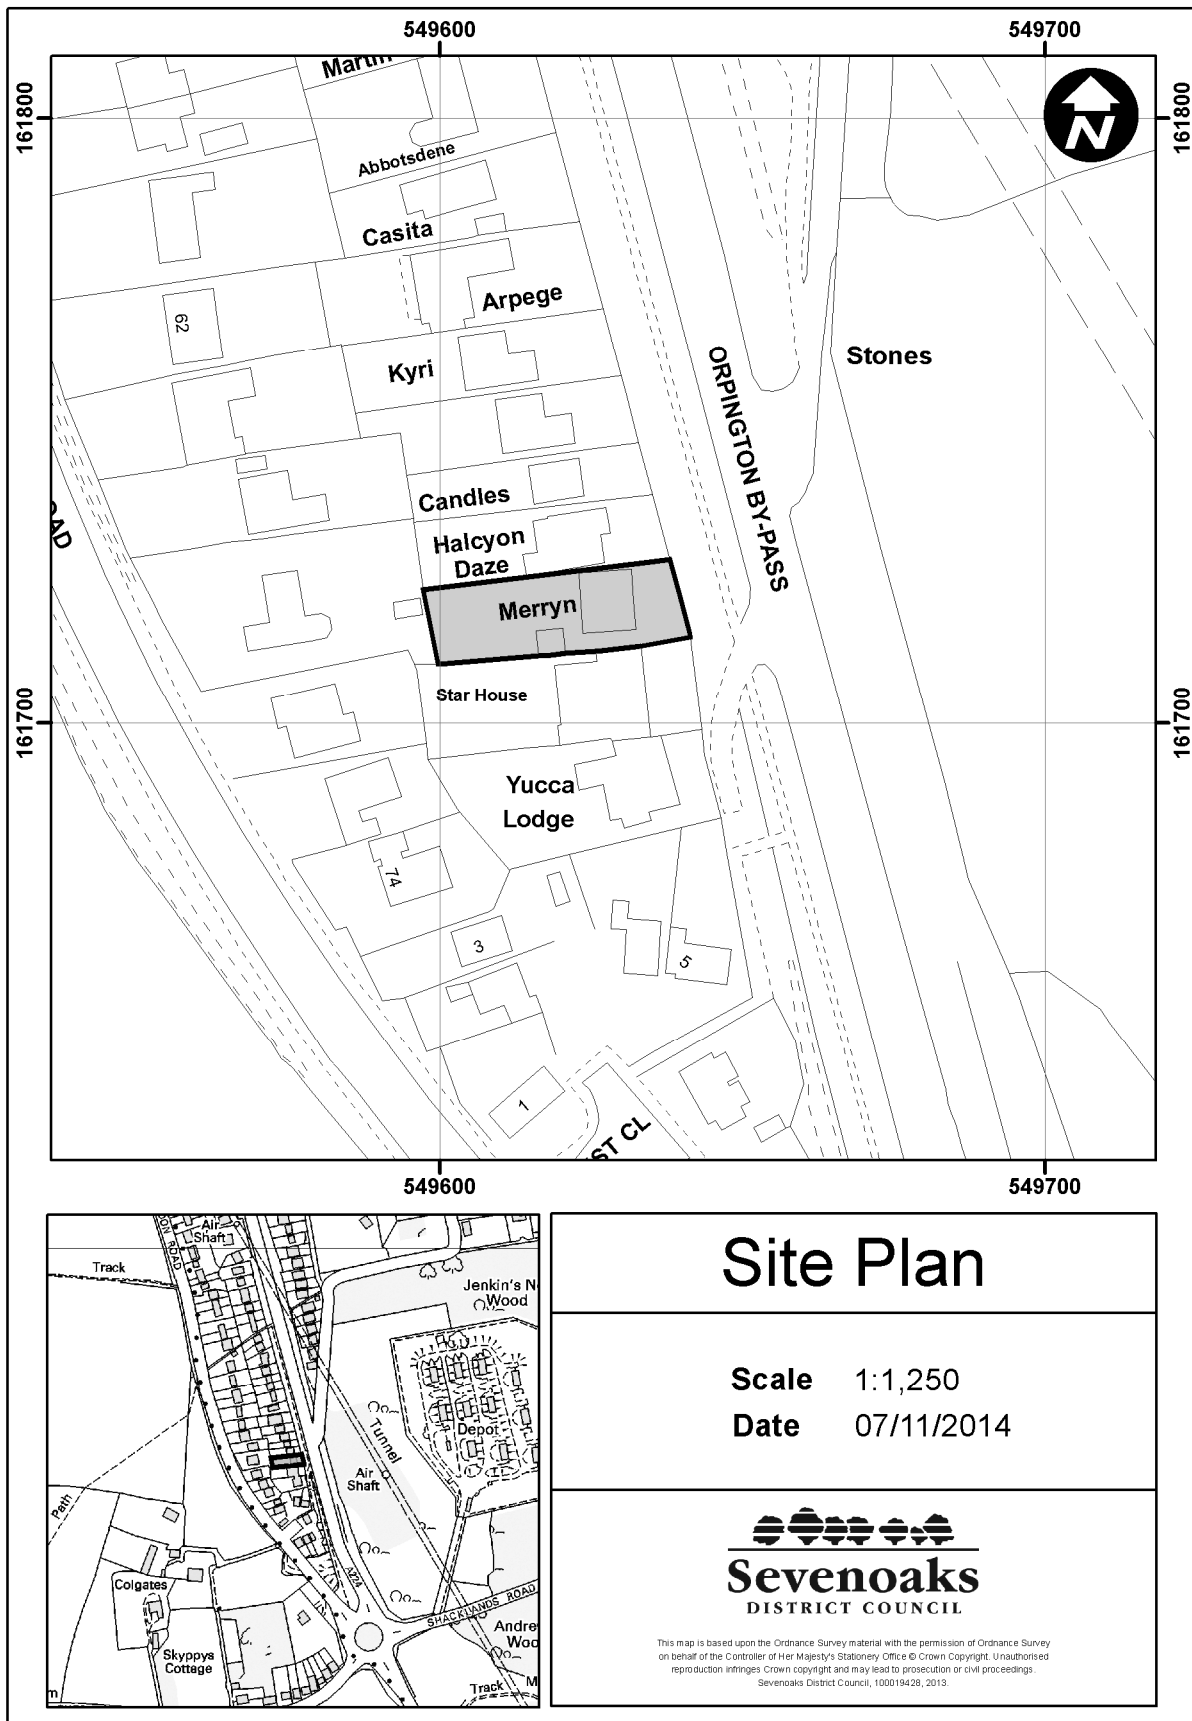 549600
549700
161800
161800
Abbotsdene
Casita
Arpege
62
Kyri
Stones
ORPINGTON BY-PASS
Candles
Halcyon
Daze
Merryn
Star House
161700
161700
Yucca
Lodge
74
3
5
1
ST CL
549600
549700
N
Air
Shaft
Track
Jenkin's N
Wood
Depot
Tunnel
Air
Shaft
Path
Colgates
A224
SHACKLANDS ROAD
Skyppys
Cottage
Andre
Woo
Track
Site Plan
Scale 1:1,250
Date 07/11/2014
Sevenoaks
DISTRICT COUNCIL
This map is based upon the Ordnance Survey material with the permission of Ordnance Survey
on behalf of the Controller of Her Majesty's Stationery Office © Crown Copyright. Unauthorised
reproduction infringes Crown copyright and may lead to prosecution or civil proceedings.
Sevenoaks District Council, 100019428, 2013.